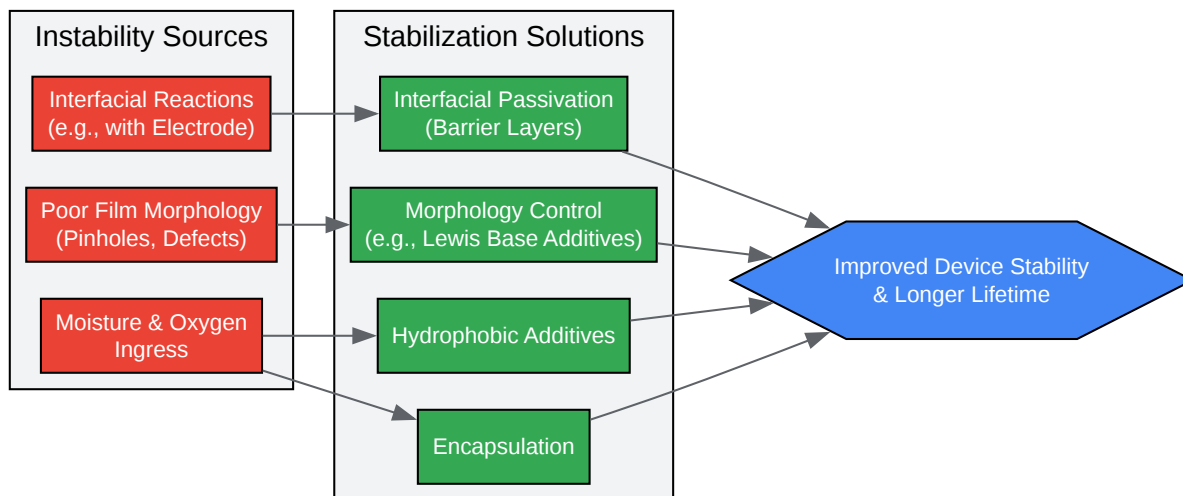 Instability Sources
Interfacial Reactions
(e.g., with Electrode)
Poor Film Morphology
(Pinholes, Defects)
Moisture & Oxygen
Ingress
Stabilization Solutions
Interfacial Passivation
(Barrier Layers)
Morphology Control
(e.g., Lewis Base Additives)
Hydrophobic Additives
Encapsulation
Improved Device Stability
& Longer Lifetime